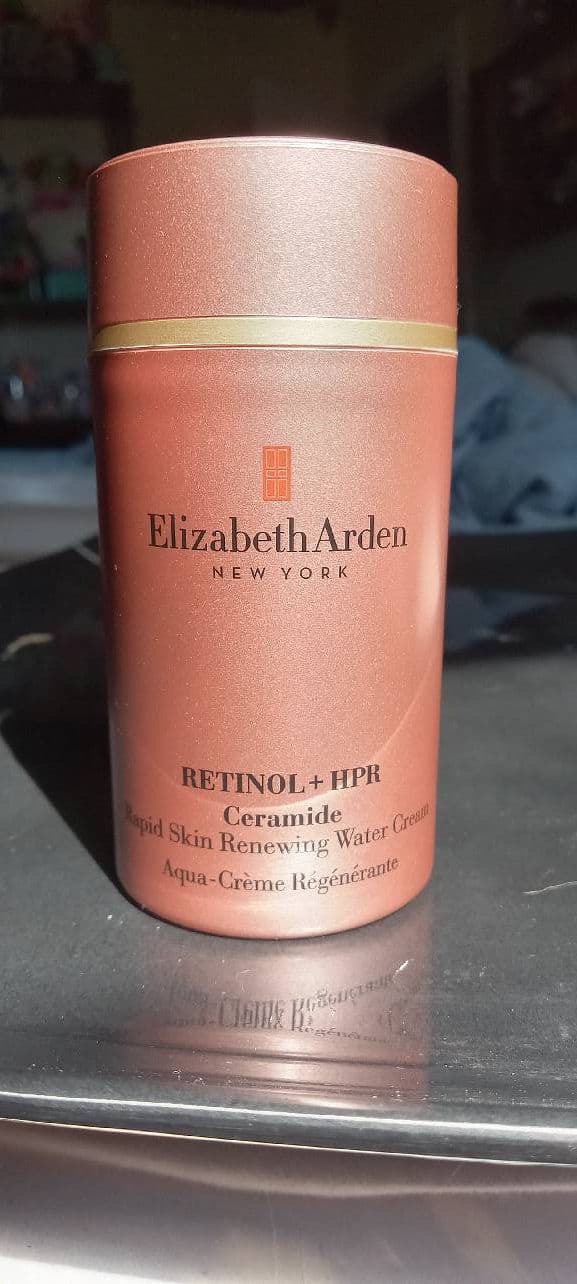 Elizabeth Arden
NEW YORK
RETINOL + HPR
Ceramide
Rapid Skin Renewing Water Cream
Aqua-Crème Régénérante